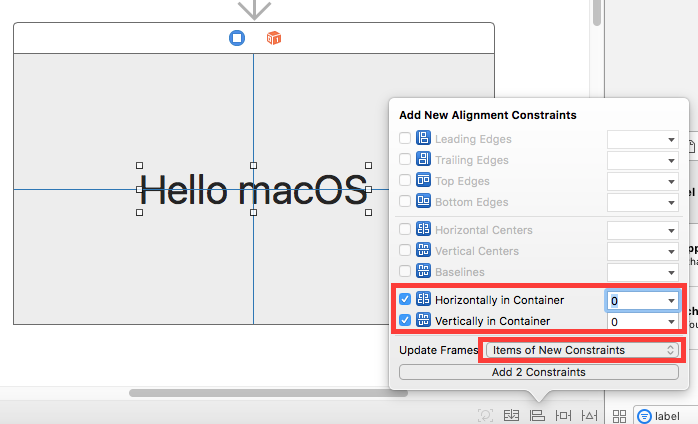 Hello macOS
Add New Alignment Constraints
Leading Edges
Trailing Edges
Top Edges
Bottom Edges
Horizontal Centers
Vertical Centers
Baselines
Horizontally in Container 0
Vertically in Container 0
Update Frames Items of New Constraints
Add 2 Constraints
label